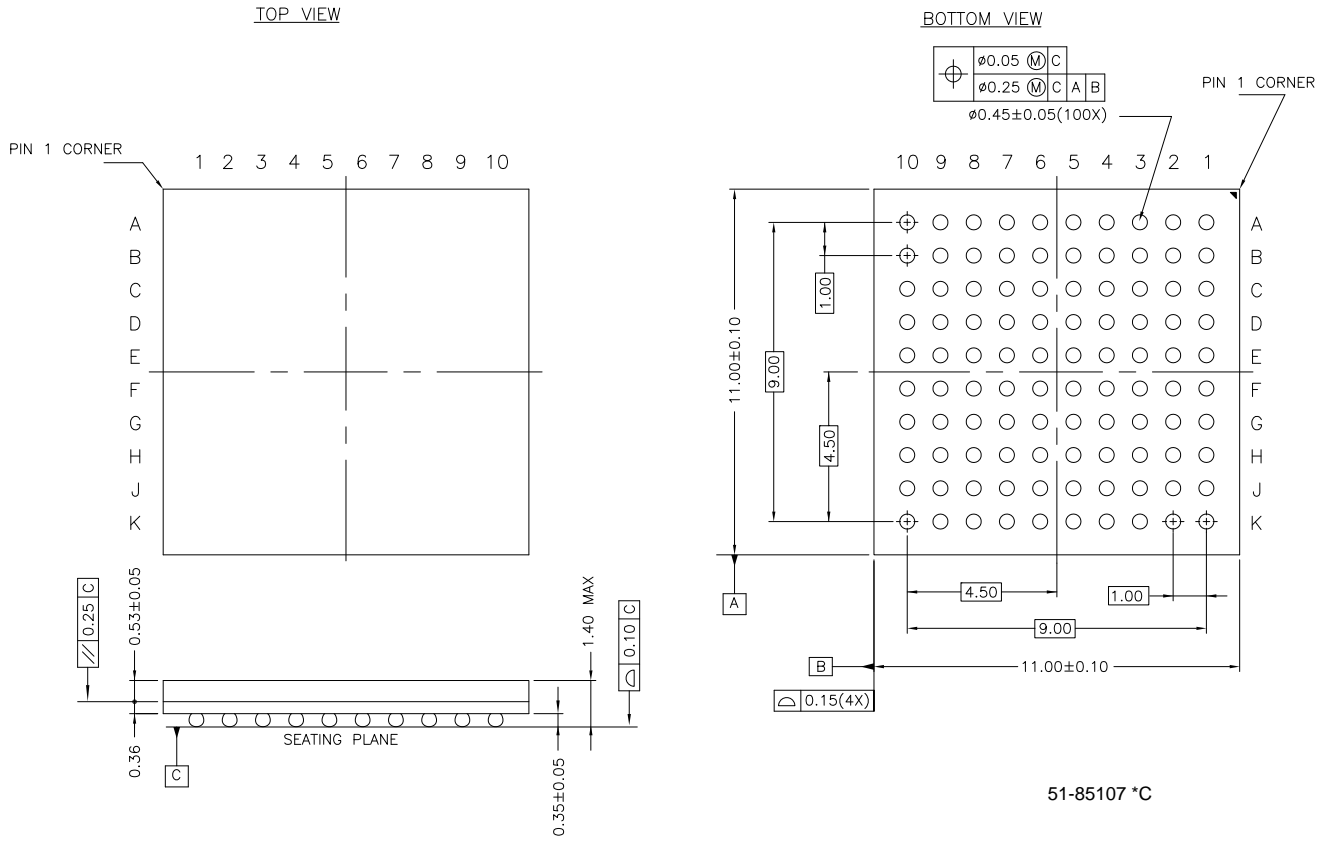 TOP VIEW
PIN 1 CORNER
1 2 3 4 5 6 7 8 9 10
A
B
C
D
E
F
G
H
J
K
// 0.25 C
0.53±0.05
0.36
C
SEATING PLANE
1.40 MAX
0.10 C
0.35±0.05
BOTTOM VIEW
ø0.05 Ⓜ C
ø0.25 Ⓜ C A B
ø0.45±0.05(100X)
PIN 1 CORNER
10 9 8 7 6 5 4 3 2 1
A
B
C
D
E
F
G
H
J
K
11.00±0.10
9.00
1.00
4.50
A
4.50
1.00
9.00
B
11.00±0.10
0.15(4X)
51-85107 *C